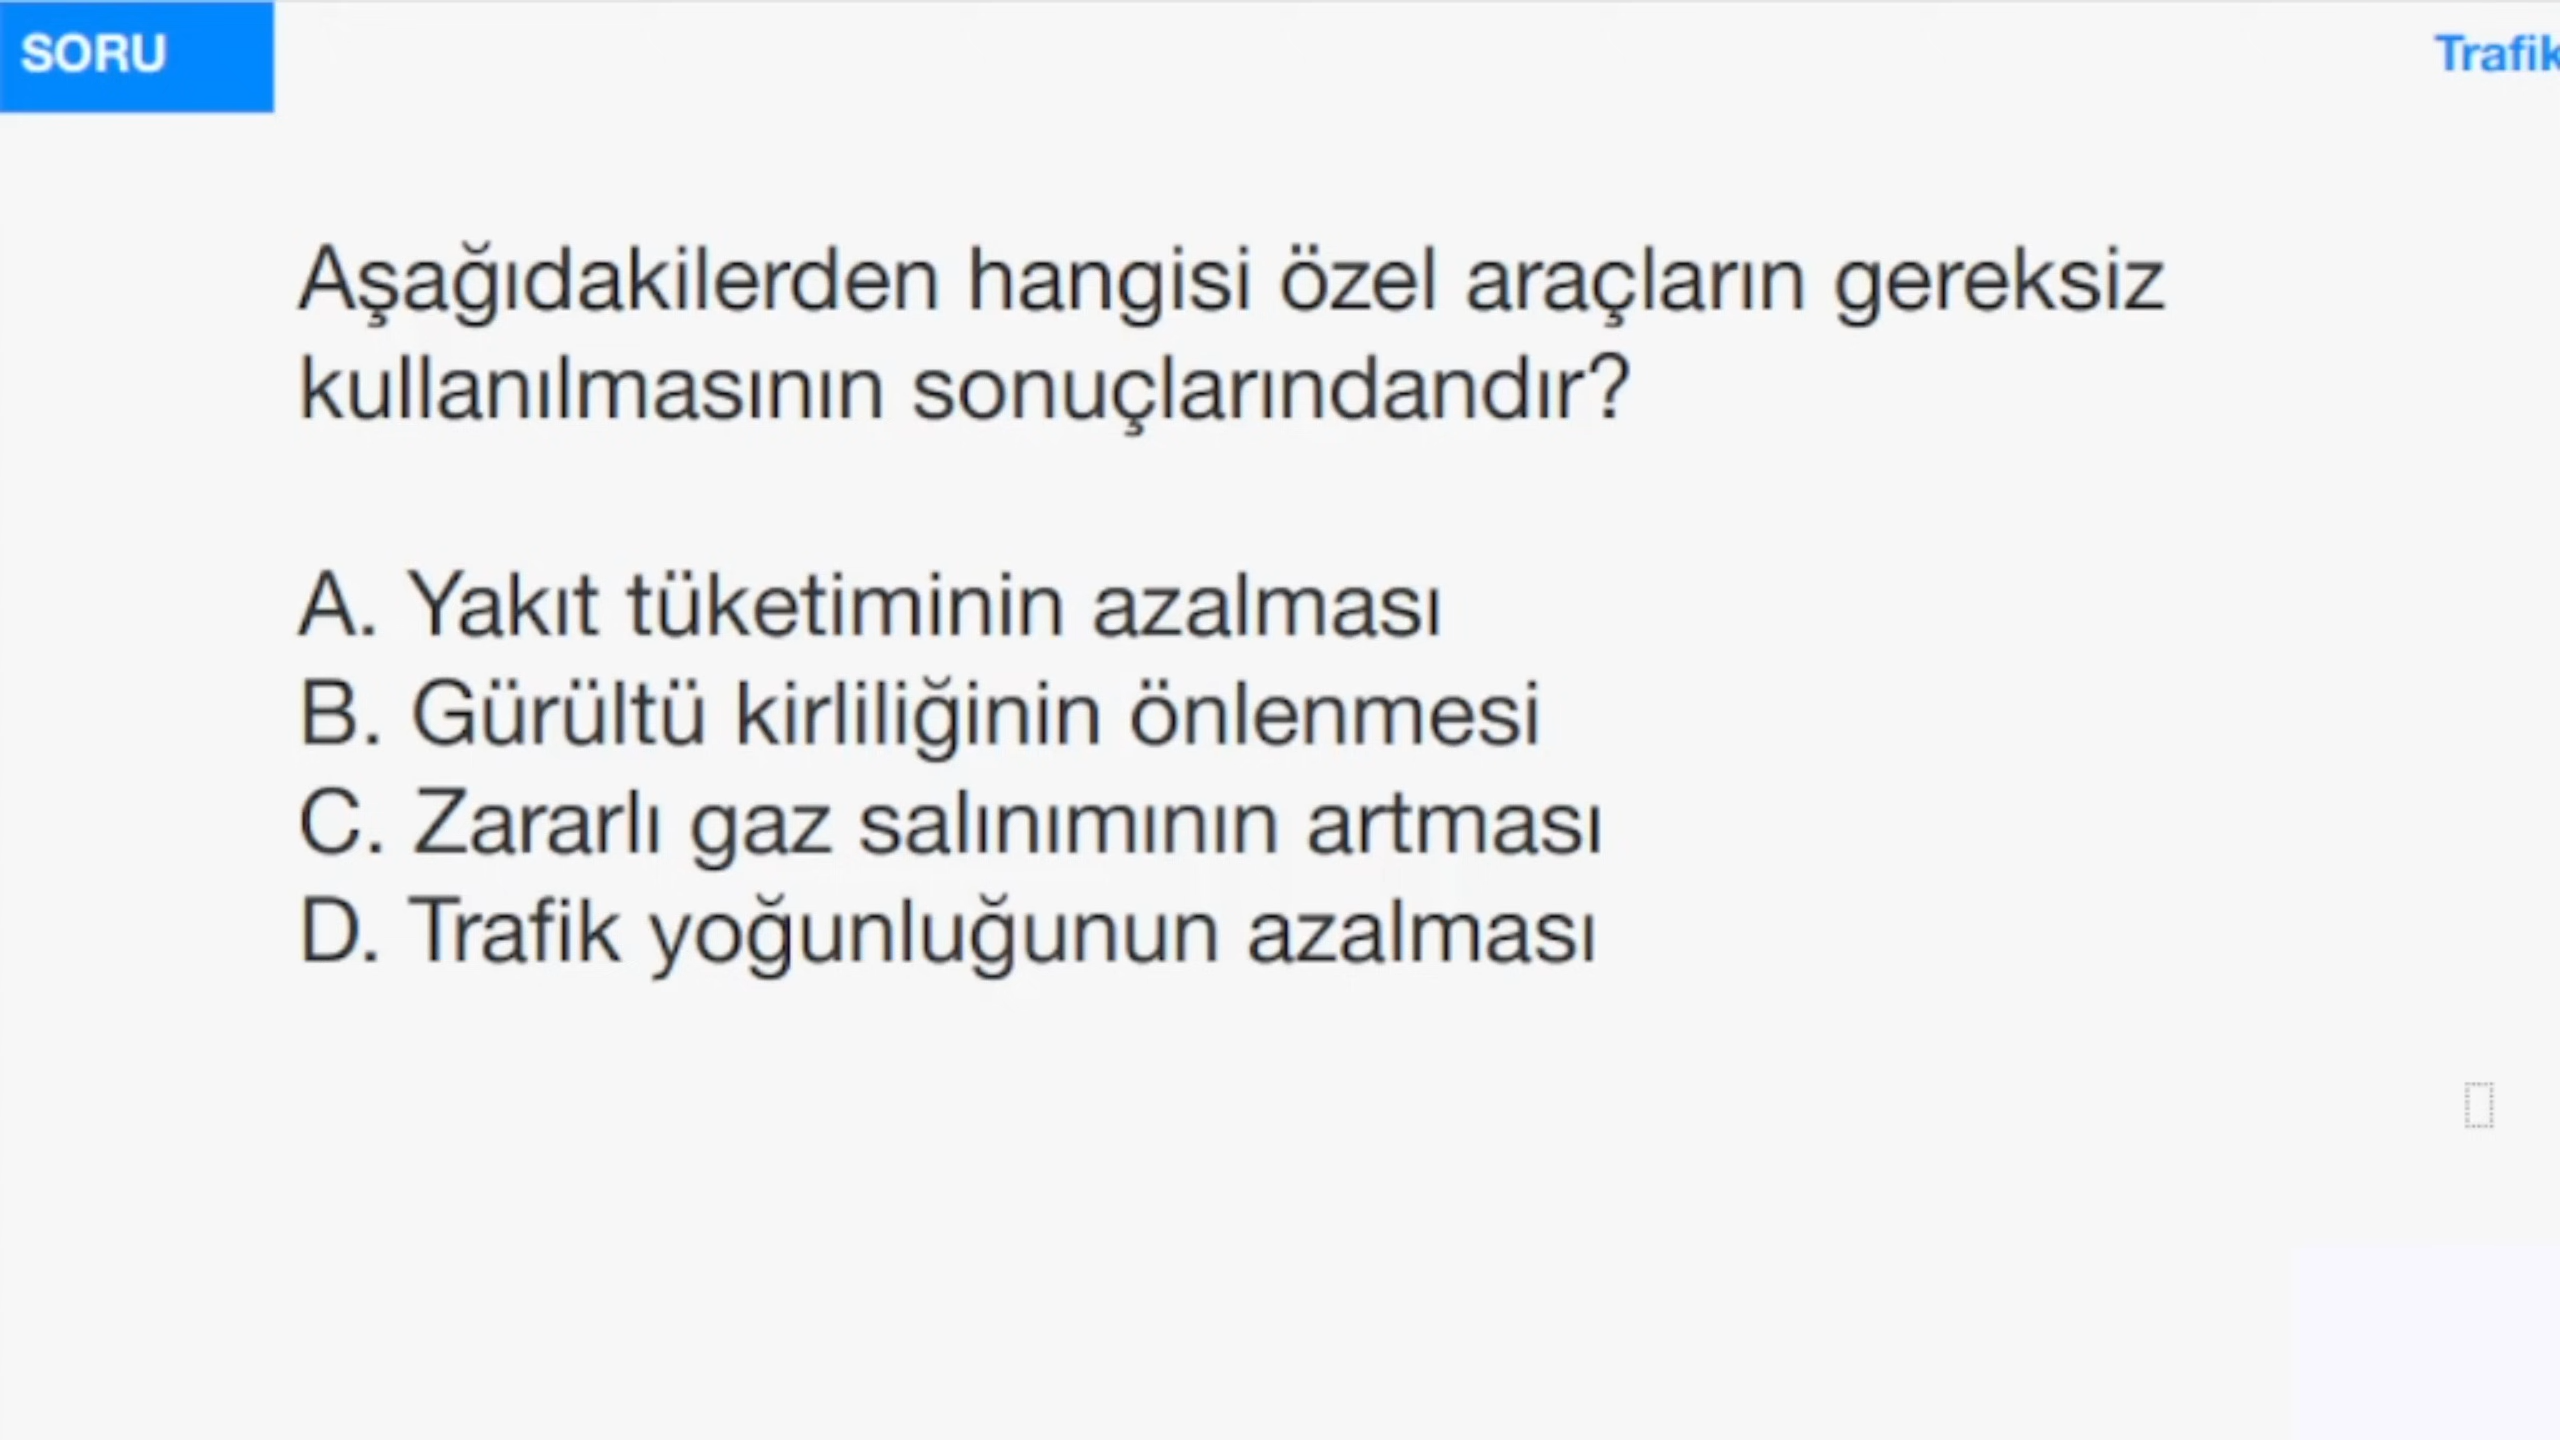 SORU
Trafik
Aşağıdakilerden hangisi özel araçların gereksiz
kullanılmasının sonuçlarındandır?
A. Yakıt tüketiminin azalması
B. Gürültü kirliliğinin önlenmesi
C. Zararlı gaz salınımının artması
D. Trafik yoğunluğunun azalması